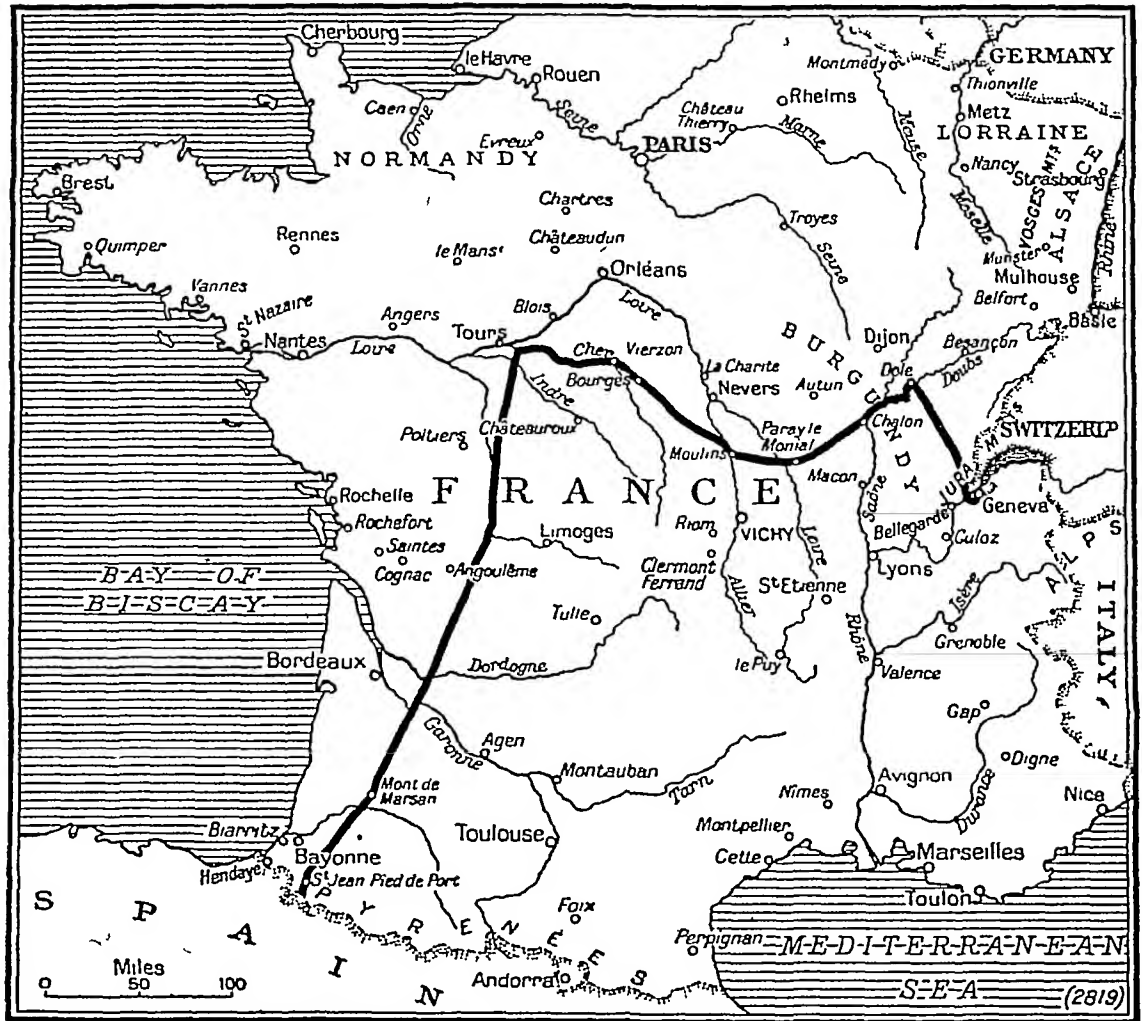 Cherbourg
le Havre
Rouen
Caen
Orne
Seine
Evreux
NORMANDY
PARIS
Château
Thierry
Marne
Rheims
Montmédy
Meuse
GERMANY
Thionville
Metz
LORRAINE
Nancy
Strasbourg
Moselle
VOSGES MTS
ALSACE
Munster
Rhine
Mulhouse
Belfort
Basle
Brest
Quimper
Rennes
Vannes
St Nazaire
Nantes
Angers
Loire
le Mans
Chartres
Châteaudun
Orléans
Blois
Tours
Loire
Troyes
Seine
BURGUNDY
Dijon
Besançon
Dole
Doubs
Cher
Vierzon
Bourges
La Charite
Nevers
Autun
Indre
Châteauroux
Poitiers
Moulins
Paray le
Monial
Chalon
Macon
Saône
JURA MTS
SWITZERLD
Geneva
Bellegarde
Culoz
FRANCE
Rochelle
Rochefort
Saintes
Cognac
Angoulême
Limoges
Riom
VICHY
Clermont
Ferrand
Allier
Loire
St Etienne
Lyons
Isère
ALPS
ITALY
BAY OF
BISCAY
Tulle
le Puy
Rhône
Grenoble
Valence
Bordeaux
Dordogne
Garonne
Agen
Gap
Digne
Mont de
Marsan
Montauban
Tarn
Nîmes
Avignon
Durance
Nice
Biarritz
Bayonne
Hendaye
St Jean Pied de Port
Toulouse
Montpellier
Cette
Marseilles
Toulon
SPAIN
PYRENEES
Foix
Perpignan
Andorra
MEDITERRANEAN
SEA
Miles
0 50 100
(2819)